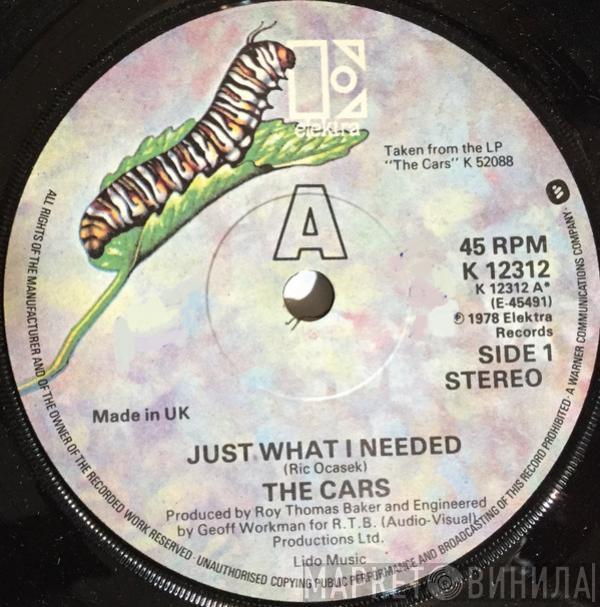 elektra
Taken from the LP
"The Cars" K 52088
A
45 RPM
K 12312
K 12312 A*
(E-45491)
℗ 1978 Elektra
Records
SIDE 1
STEREO
Made in UK
JUST WHAT I NEEDED
(Ric Ocasek)
THE CARS
Produced by Roy Thomas Baker and Engineered
by Geoff Workman for R.T.B. (Audio-Visual)
Productions Ltd.
Lido Music
ALL RIGHTS OF THE MANUFACTURER AND OF THE OWNER OF THE RECORDED WORK RESERVED · UNAUTHORISED COPYING PUBLIC PERFORMANCE AND BROADCASTING OF THIS RECORD PROHIBITED · A WARNER COMMUNICATIONS COMPANY ·
МАРКЕТ ВИНИЛА